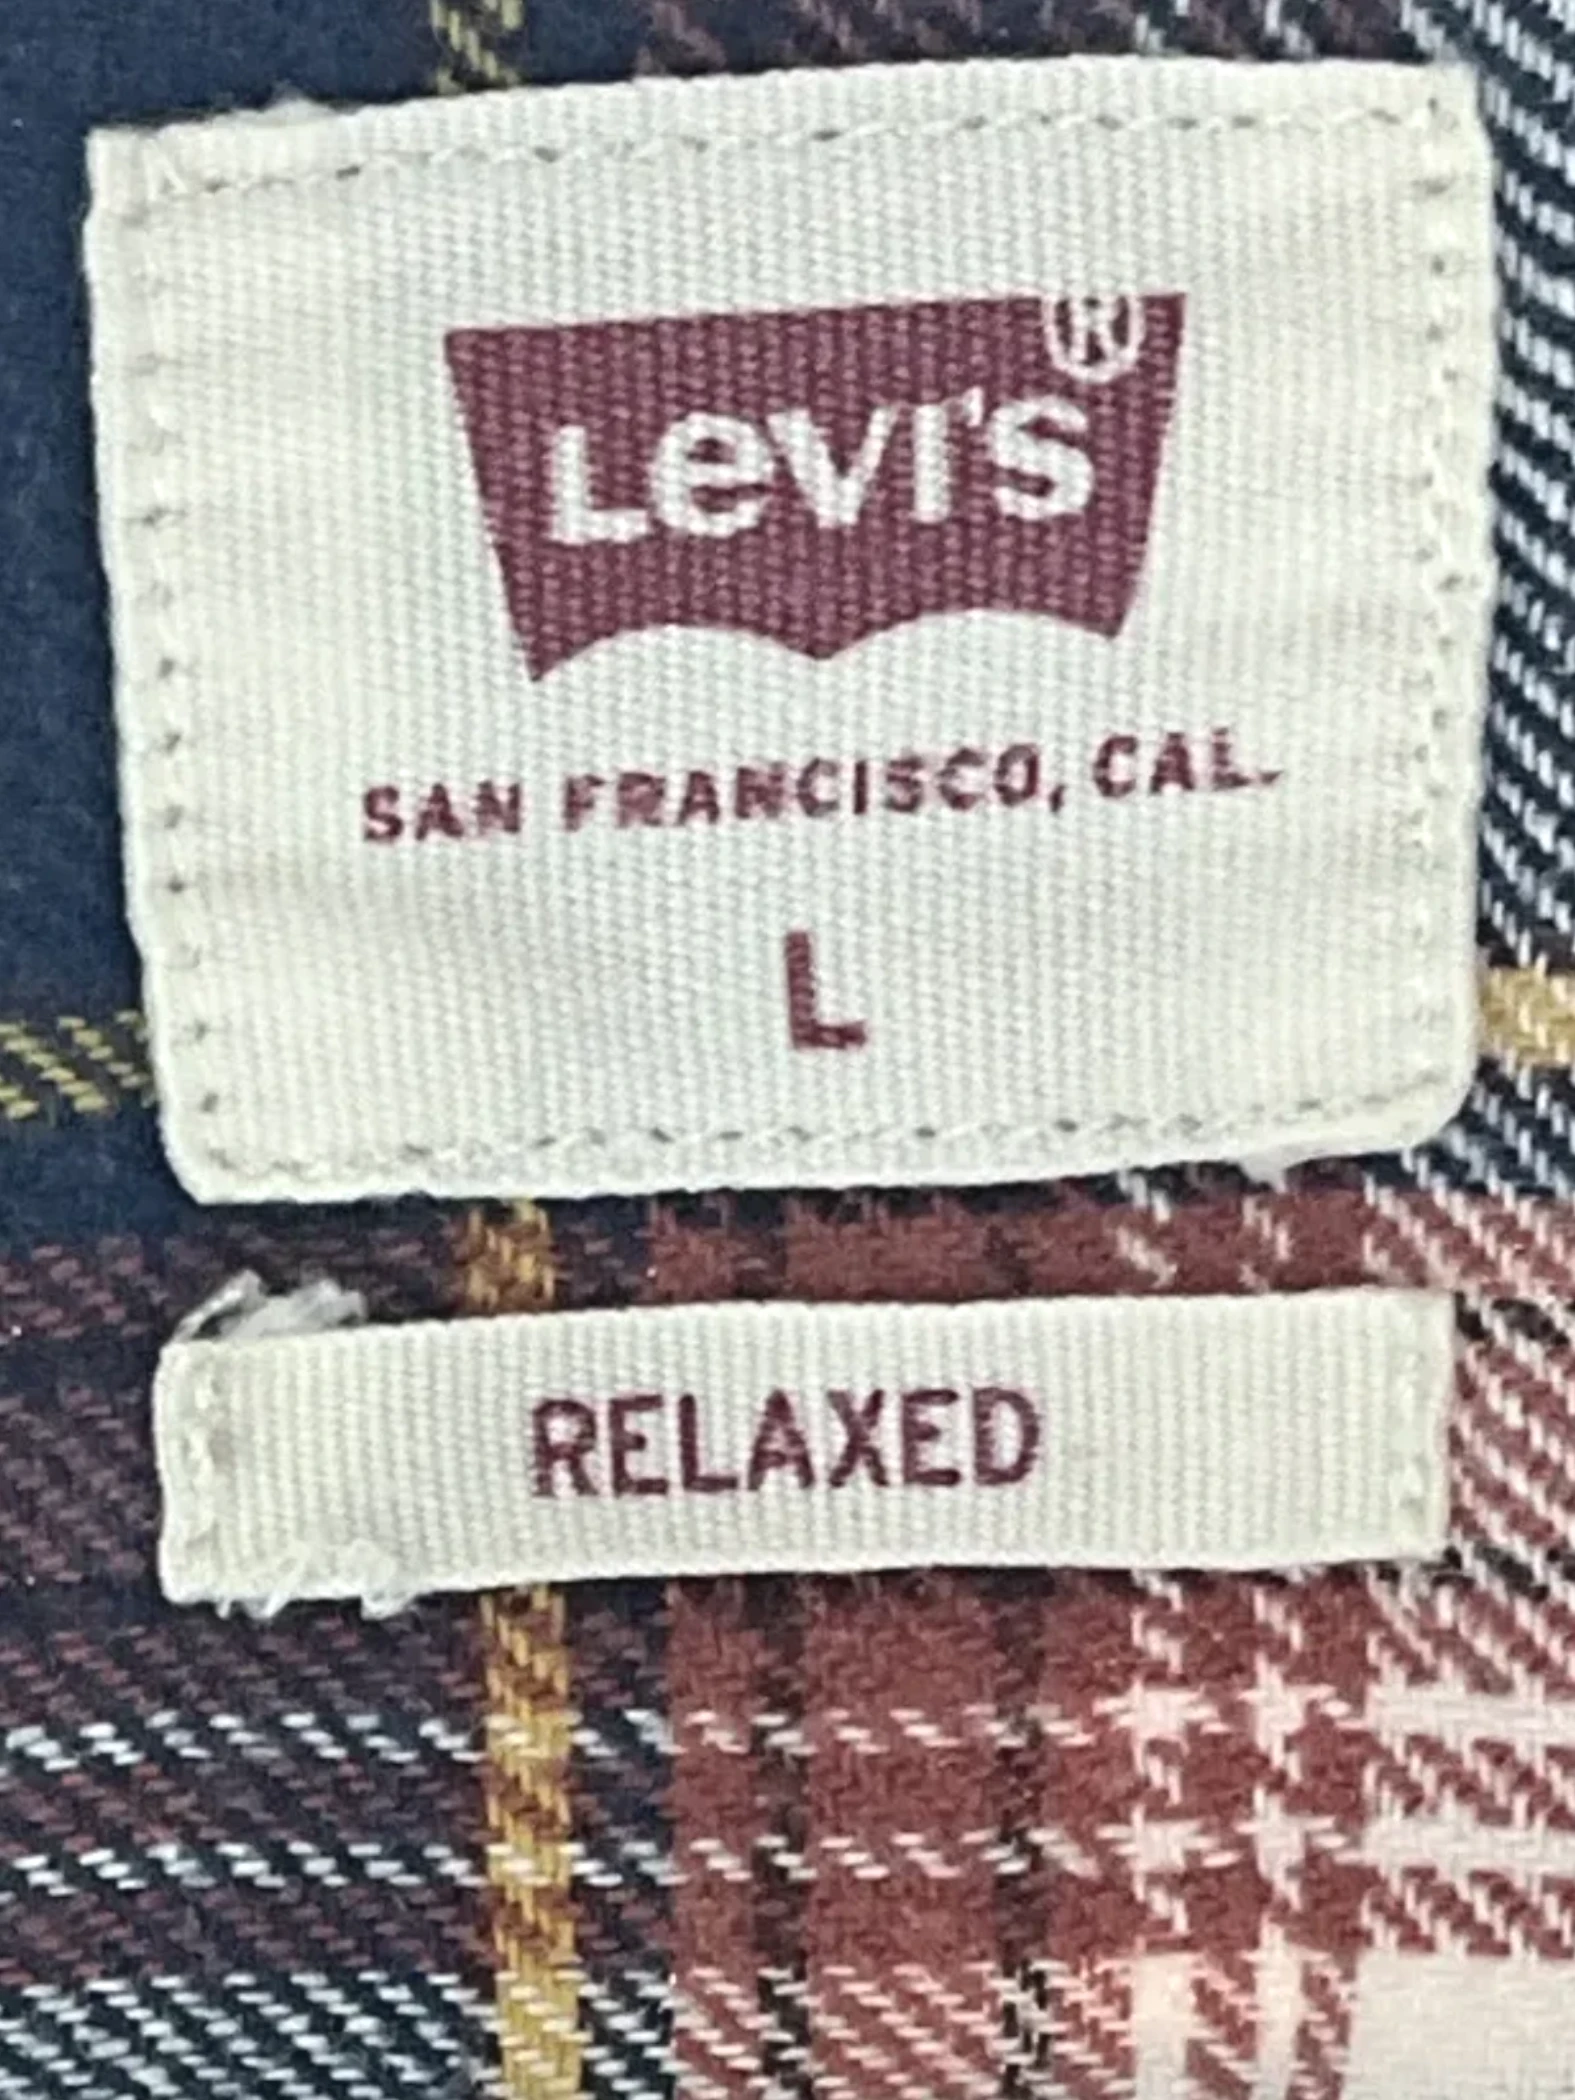 Levi's®
SAN FRANCISCO, CAL.
L
RELAXED